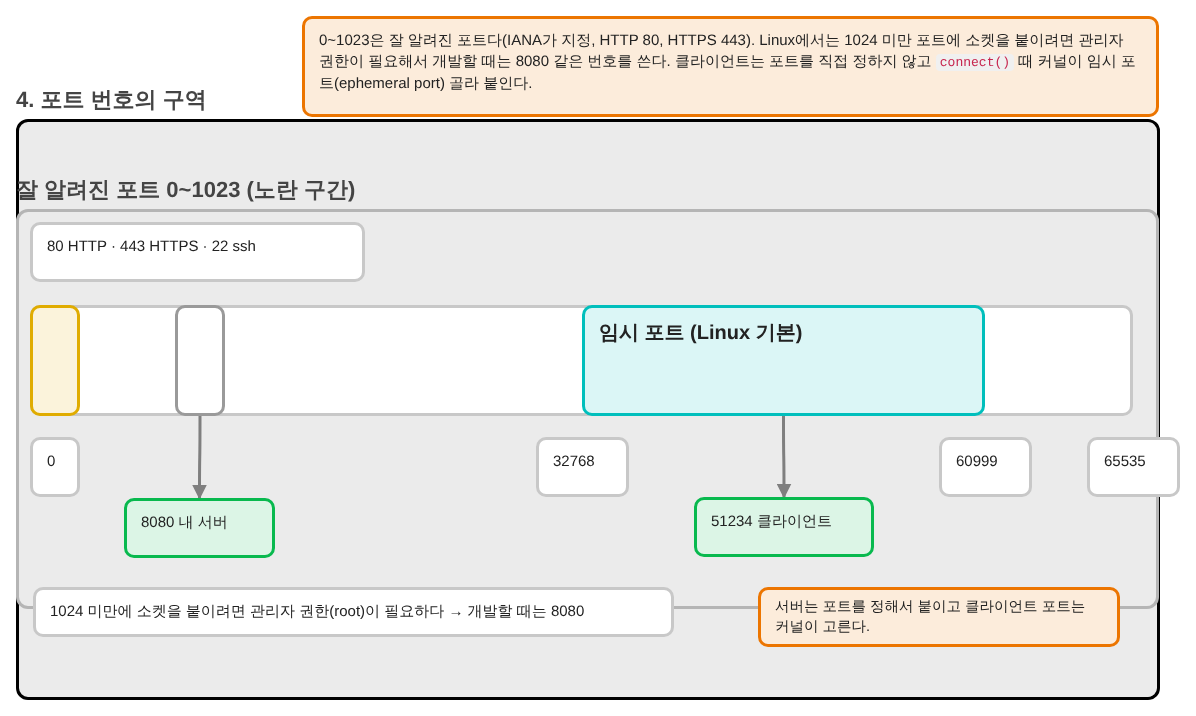 0~1023은 잘 알려진 포트다(IANA가 지정, HTTP 80, HTTPS 443). Linux에서는 1024 미만 포트에 소켓을 붙이려면 관리자
권한이 필요해서 개발할 때는 8080 같은 번호를 쓴다. 클라이언트는 포트를 직접 정하지 않고 connect() 때 커널이 임시 포
트(ephemeral port) 골라 붙인다.
4. 포트 번호의 구역
잘 알려진 포트 0~1023 (노란 구간)
80 HTTP · 443 HTTPS · 22 ssh
임시 포트 (Linux 기본)
0
32768
60999
65535
8080 내 서버
51234 클라이언트
1024 미만에 소켓을 붙이려면 관리자 권한(root)이 필요하다 → 개발할 때는 8080
서버는 포트를 정해서 붙이고 클라이언트 포트는
커널이 고른다.